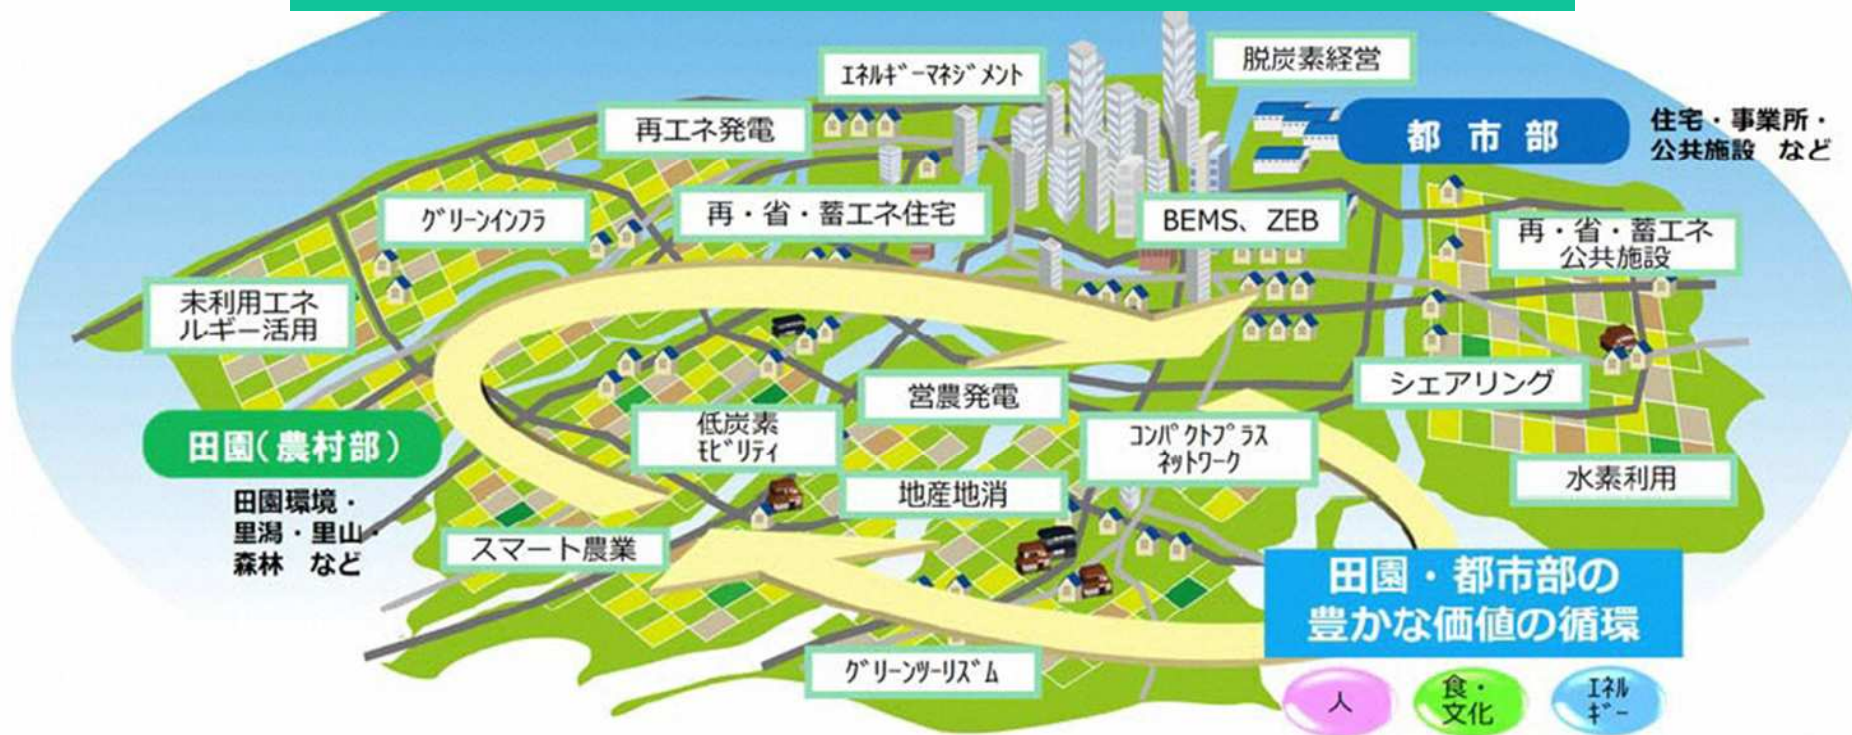 脱炭素経営
ｴﾈﾙｷﾞｰﾏﾈｼﾞﾒﾝﾄ
再エネ発電
都 市 部
住宅・事業所・
公共施設 など
ｸﾞﾘｰﾝｲﾝﾌﾗ
再・省・蓄エネ住宅
BEMS、ZEB
再・省・蓄エネ
公共施設
未利用エネ
ルギー活用
営農発電
シェアリング
田園(農村部)
田園環境・
里潟・里山・
森林 など
低炭素
ﾓﾋﾞﾘﾃｨ
ｺﾝﾊﾟｸﾄﾌﾟﾗｽ
ﾈｯﾄﾜｰｸ
地産地消
水素利用
スマート農業
田園・都市部の
豊かな価値の循環
ｸﾞﾘｰﾝﾂｰﾘｽﾞﾑ
人
食・
文化
ｴﾈﾙ
ｷﾞｰ